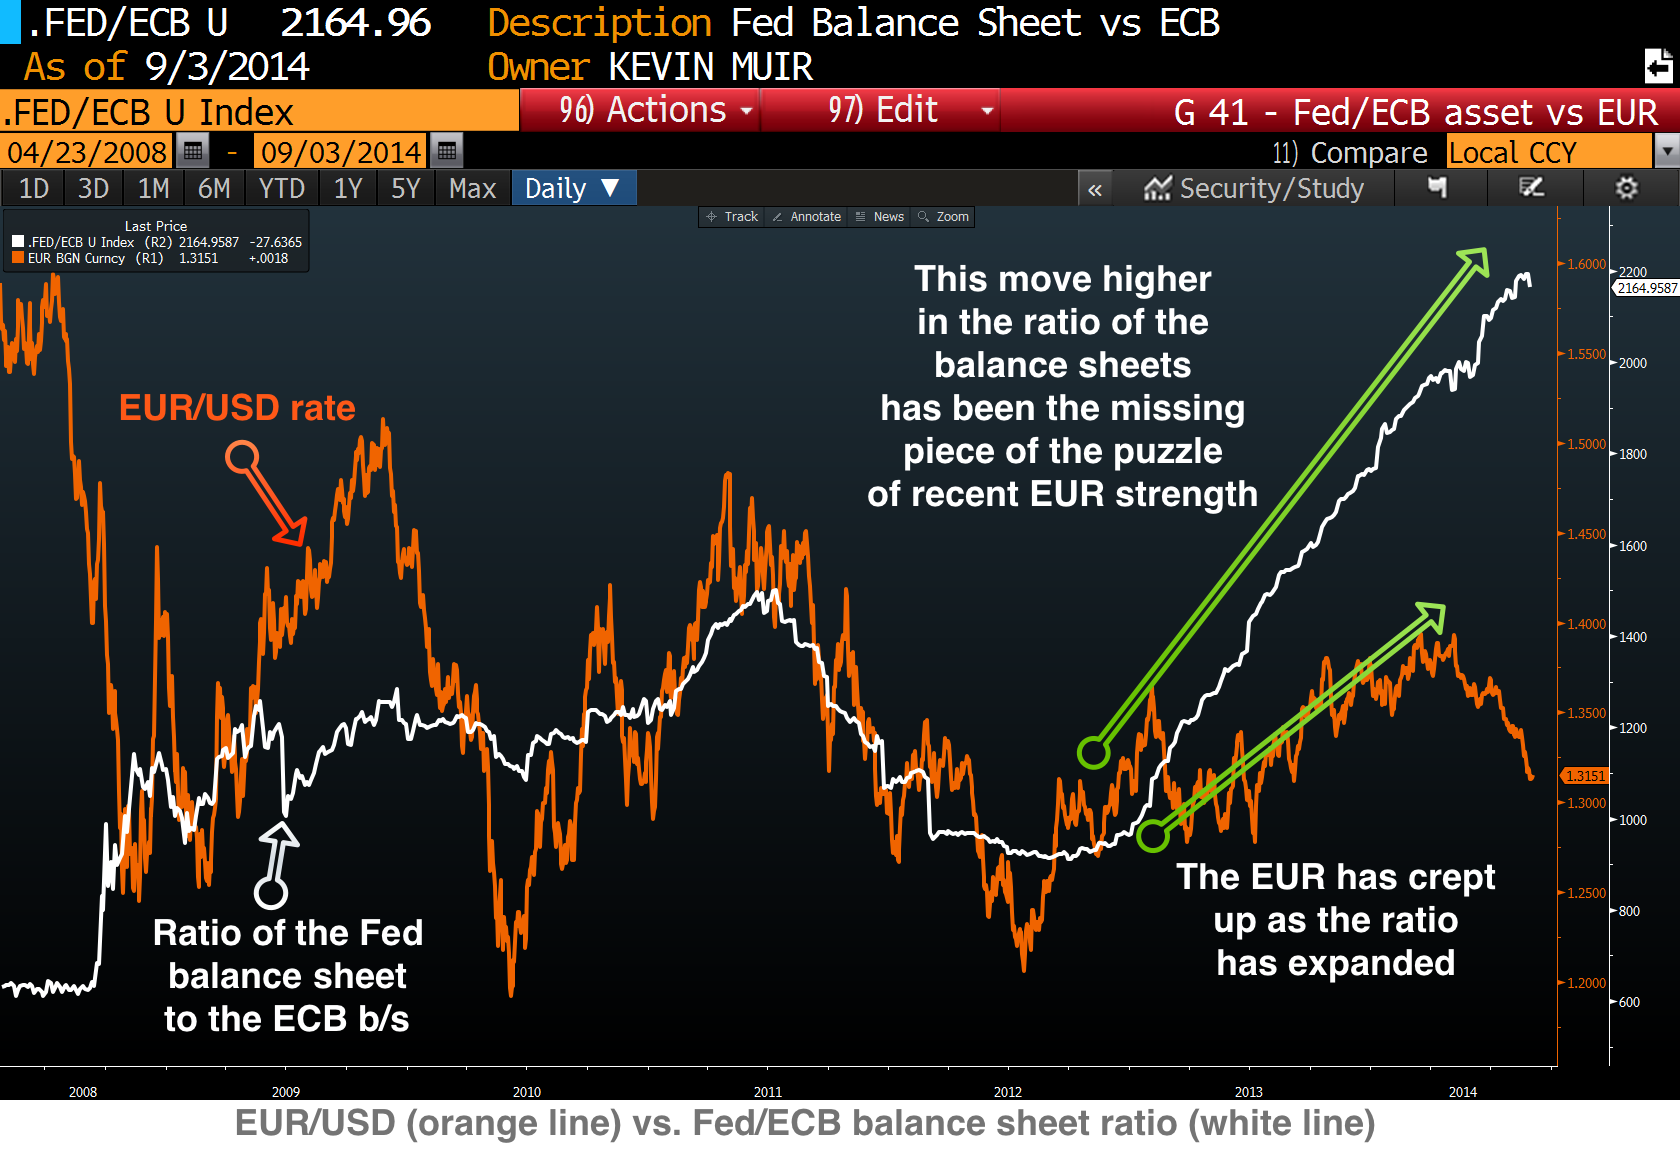 .FED/ECB U 2164.96 Description Fed Balance Sheet vs ECB
As of 9/3/2014 Owner KEVIN MUIR
.FED/ECB U Index 96) Actions 97) Edit G 41 - Fed/ECB asset vs EUR
04/23/2008 - 09/03/2014 11) Compare Local CCY
1D 3D 1M 6M YTD 1Y 5Y Max Daily ▼ « Security/Study
Track Annotate News Zoom
Last Price
.FED/ECB U Index (R2) 2164.9587 -27.6365
EUR BGN Curncy (R1) 1.3151 +.0018
This move higher
in the ratio of the
balance sheets
has been the missing
piece of the puzzle
of recent EUR strength
EUR/USD rate
Ratio of the Fed
balance sheet
to the ECB b/s
The EUR has crept
up as the ratio
has expanded
1.6000
1.5500
1.5000
1.4500
1.4000
1.3500
1.3151
1.3000
1.2500
1.2000
2200
2164.9587
2000
1800
1600
1400
1200
1000
800
600
2008 2009 2010 2011 2012 2013 2014
EUR/USD (orange line) vs. Fed/ECB balance sheet ratio (white line)